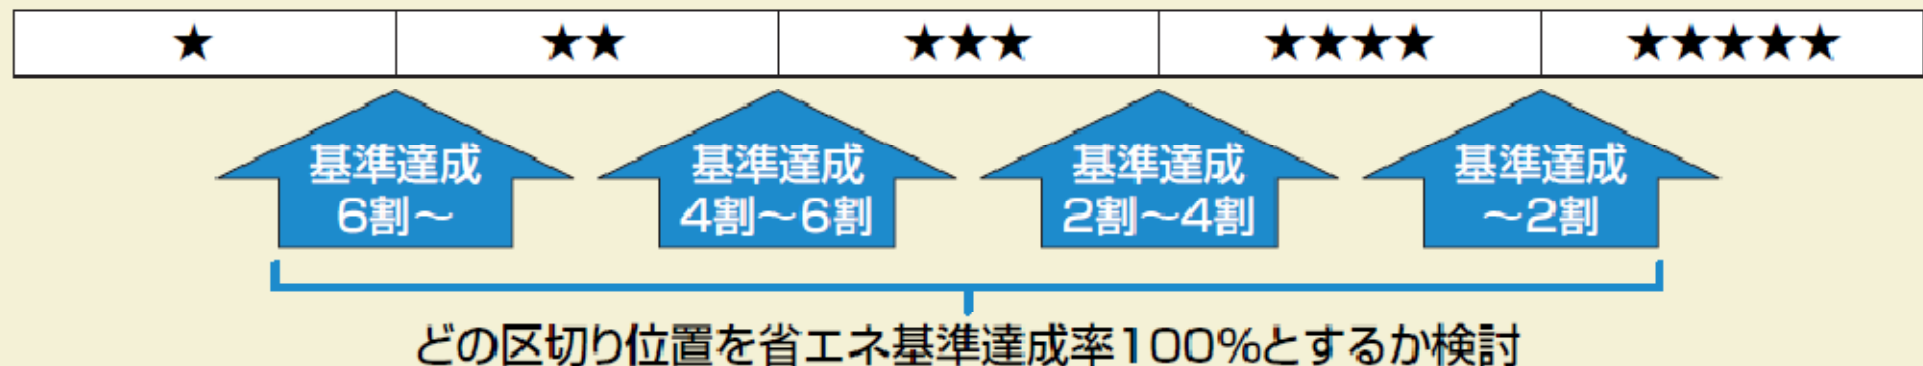 ★ ★★ ★★★ ★★★★ ★★★★★
基準達成
6割～
基準達成
4割～6割
基準達成
2割～4割
基準達成
～2割
どの区切り位置を省エネ基準達成率100%とするか検討